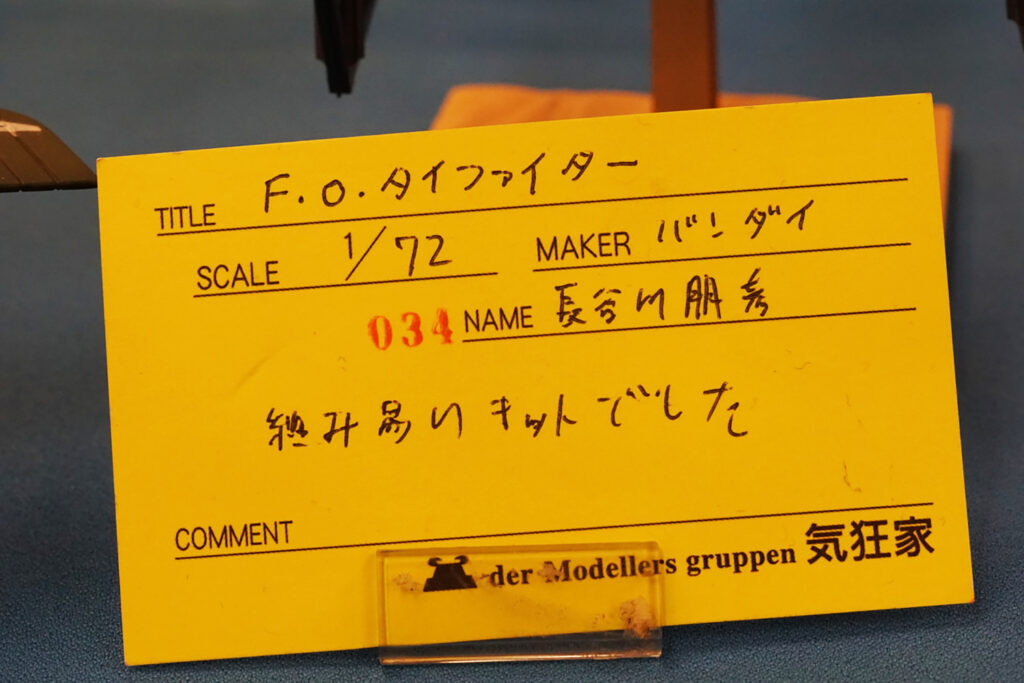 TITLE F.O.タイファイター
SCALE 1/72 MAKER バンダイ
034 NAME 長谷川朋彦
組み易いキットでした
COMMENT
der Modellers gruppen 気狂家